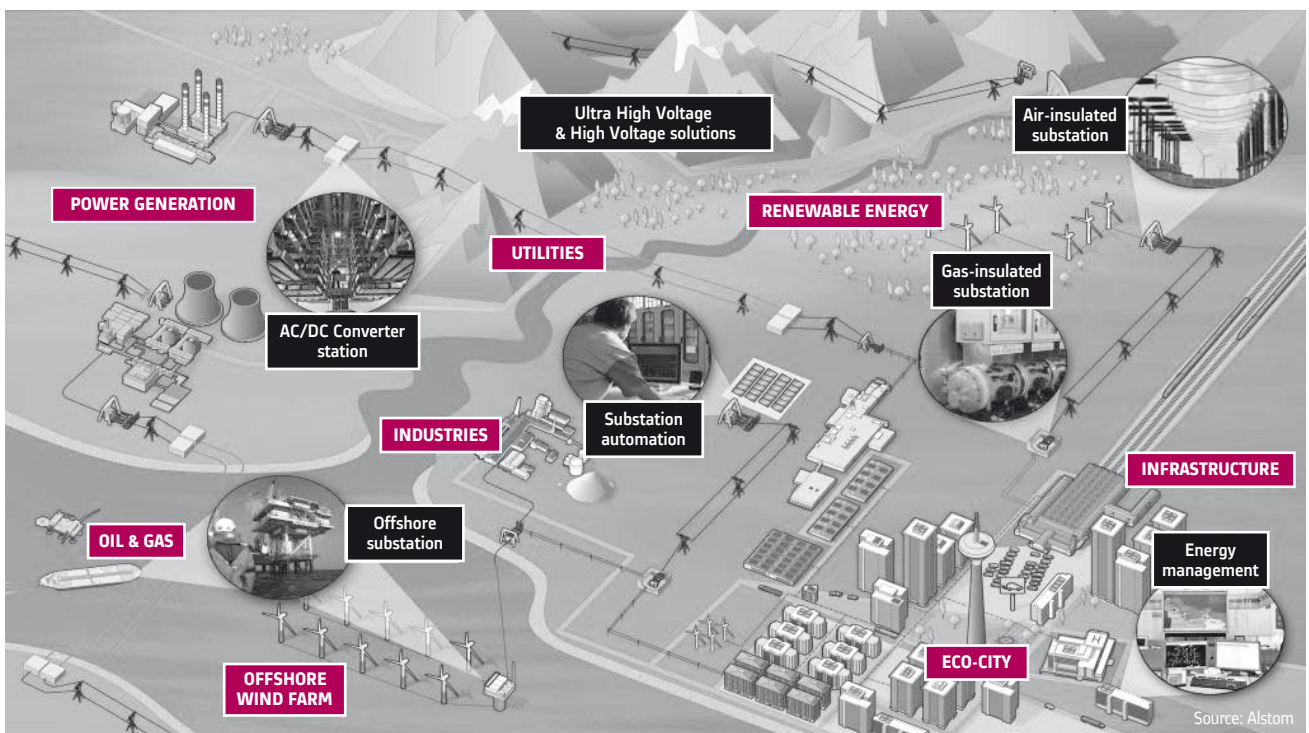 Ultra High Voltage
& High Voltage solutions
Air-insulated
substation
POWER GENERATION
RENEWABLE ENERGY
UTILITIES
Gas-insulated
substation
AC/DC Converter
station
Substation
automation
INDUSTRIES
INFRASTRUCTURE
OIL & GAS
Offshore
substation
Energy
management
H
ECO-CITY
OFFSHORE
WIND FARM
Source: Alstom